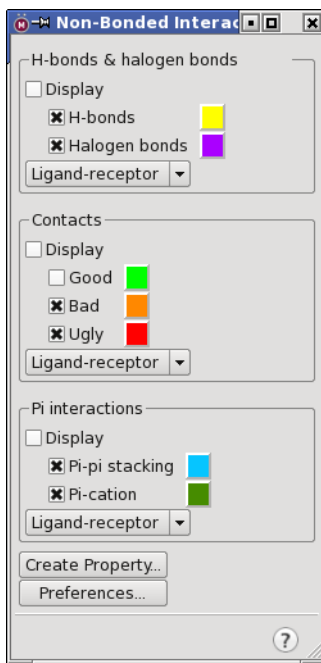 Non-Bonded Interac
H-bonds & halogen bonds
Display
H-bonds
Halogen bonds
Ligand-receptor
Contacts
Display
Good
Bad
Ugly
Ligand-receptor
Pi interactions
Display
Pi-pi stacking
Pi-cation
Ligand-receptor
Create Property...
Preferences...
?